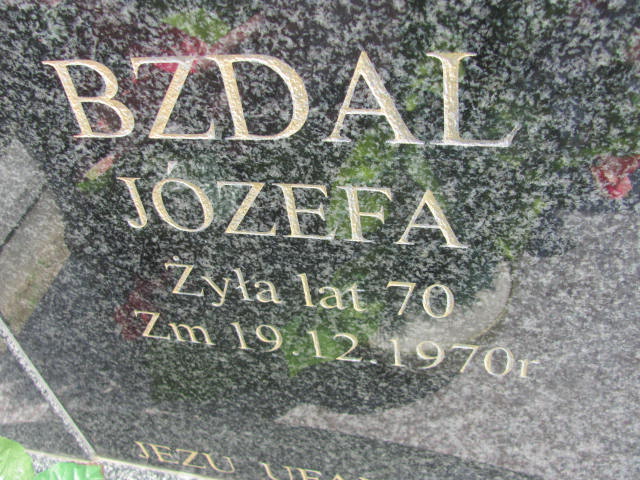 BZDAL
JÓZEFA
Żyła lat 70
Zm 19.12.1970r
JEZU